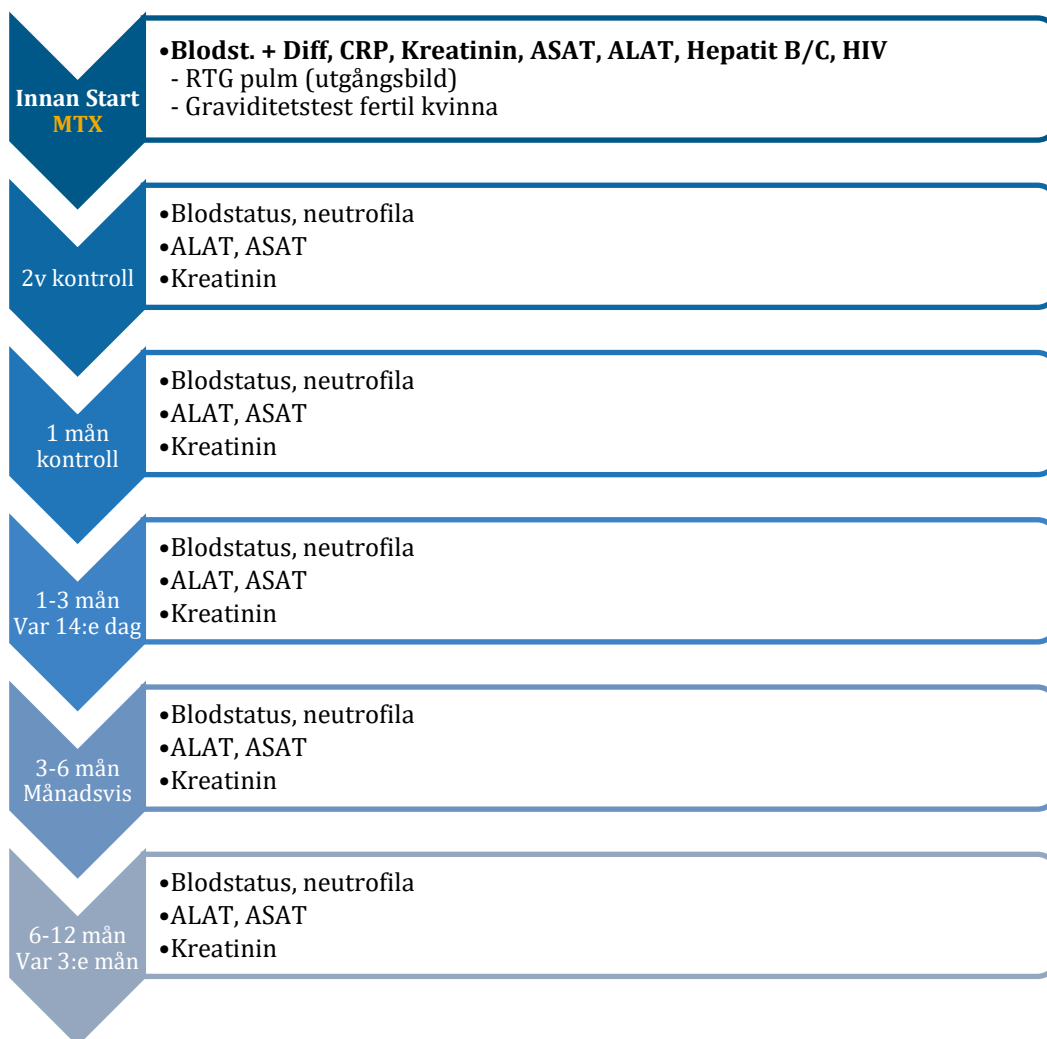 Innan Start
MTX
•Blodst. + Diff, CRP, Kreatinin, ASAT, ALAT, Hepatit B/C, HIV
- RTG pulm (utgångsbild)
- Graviditetstest fertil kvinna
2v kontroll
•Blodstatus, neutrofila
•ALAT, ASAT
•Kreatinin
1 mån
kontroll
•Blodstatus, neutrofila
•ALAT, ASAT
•Kreatinin
1-3 mån
Var 14:e dag
•Blodstatus, neutrofila
•ALAT, ASAT
•Kreatinin
3-6 mån
Månadsvis
•Blodstatus, neutrofila
•ALAT, ASAT
•Kreatinin
6-12 mån
Var 3:e mån
•Blodstatus, neutrofila
•ALAT, ASAT
•Kreatinin